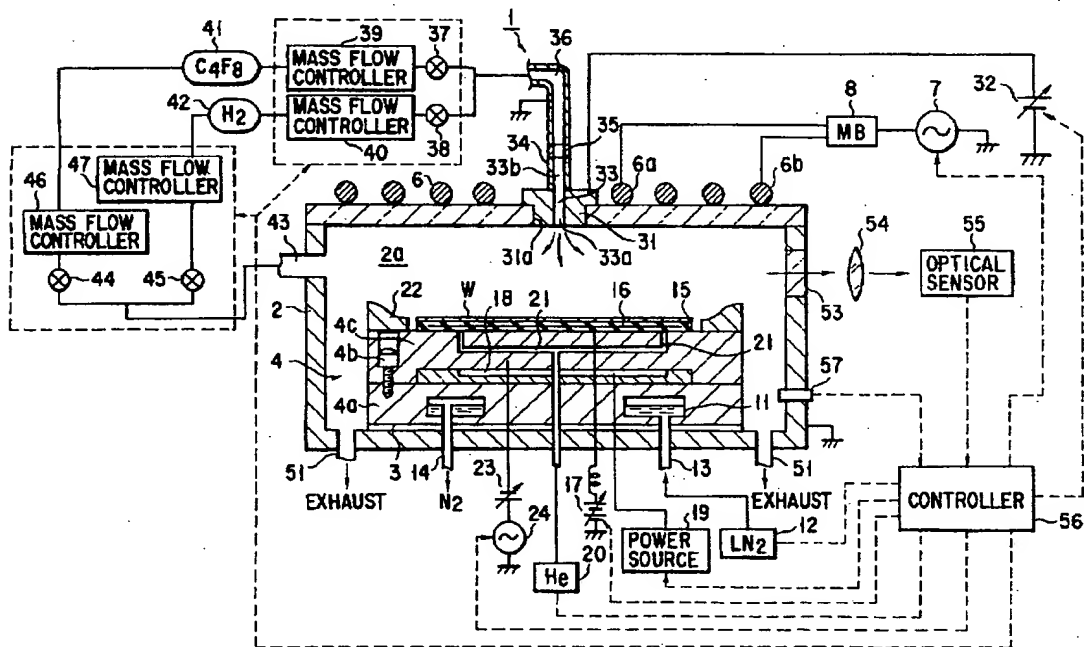 41
39
37
1
36
C4F8
MASS FLOW CONTROLLER
42
H2
MASS FLOW CONTROLLER
38
40
34
35
33b
33
8
7
MB
32
47
46
MASS FLOW CONTROLLER
MASS FLOW CONTROLLER
6
6a
6b
43
31a
33a
31
44
45
2a
54
55
OPTICAL SENSOR
53
2
22
W
18
21
16
15
4c
4b
4
21
57
4a
11
3
51
14
23
17
13
51
EXHAUST
N2
EXHAUST
CONTROLLER
56
24
19
12
POWER SOURCE
LN2
He
20